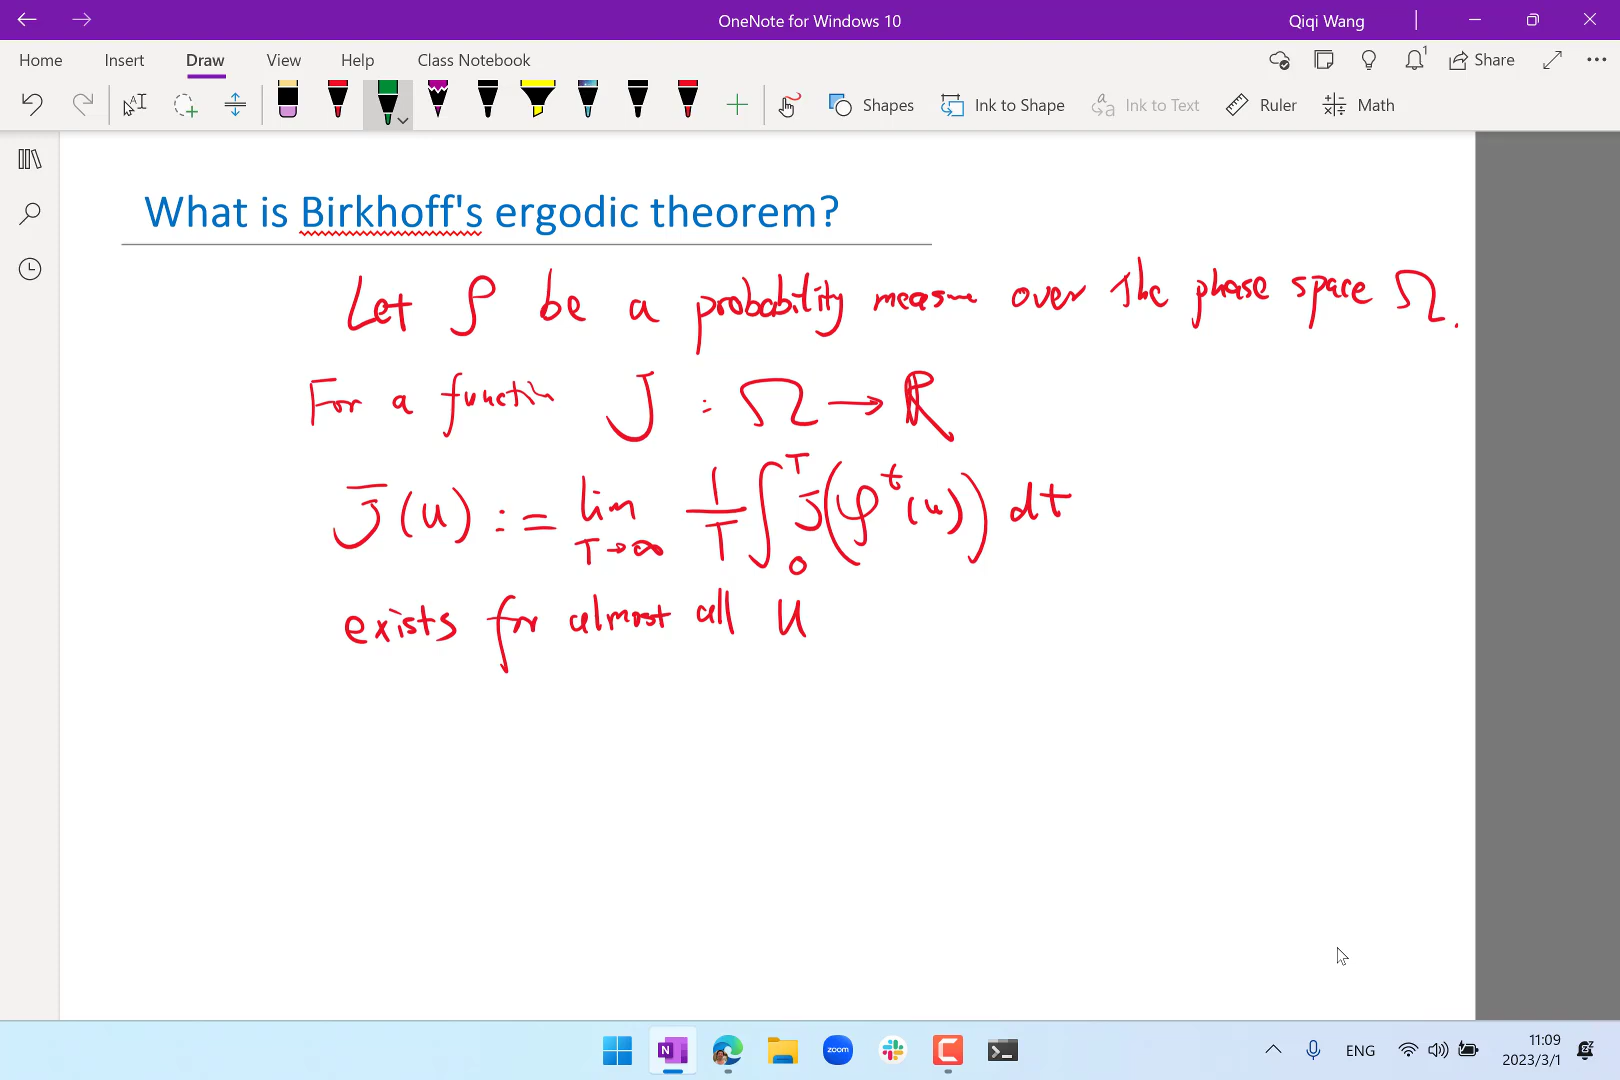 OneNote for Windows 10
Qiqi Wang
Home Insert Draw View Help Class Notebook
1
Share
Shapes Ink to Shape Ink to Text Ruler Math
What is Birkhoff's ergodic theorem?
Let ρ be a probability measure over the phase space Ω.
For a function J : Ω → ℝ
J̅(u) := lim T→∞ 1/T ∫₀ᵀ J(φᵗ(u)) dt
exists for almost all u
zoom
ENG
11:09
2023/3/1